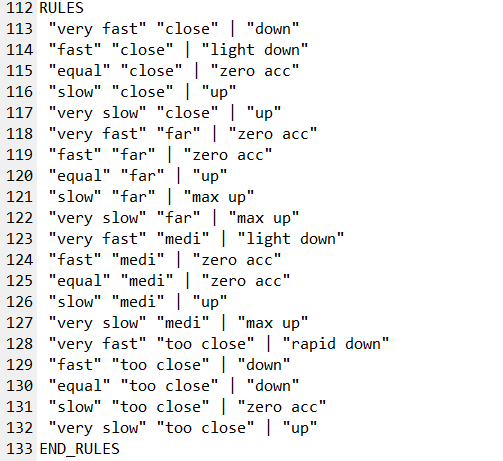 112 RULES
113 "very fast" "close" | "down"
114 "fast" "close" | "light down"
115 "equal" "close" | "zero acc"
116 "slow" "close" | "up"
117 "very slow" "close" | "up"
118 "very fast" "far" | "zero acc"
119 "fast" "far" | "zero acc"
120 "equal" "far" | "up"
121 "slow" "far" | "max up"
122 "very slow" "far" | "max up"
123 "very fast" "medi" | "light down"
124 "fast" "medi" | "zero acc"
125 "equal" "medi" | "zero acc"
126 "slow" "medi" | "up"
127 "very slow" "medi" | "max up"
128 "very fast" "too close" | "rapid down"
129 "fast" "too close" | "down"
130 "equal" "too close" | "down"
131 "slow" "too close" | "zero acc"
132 "very slow" "too close" | "up"
133 END_RULES